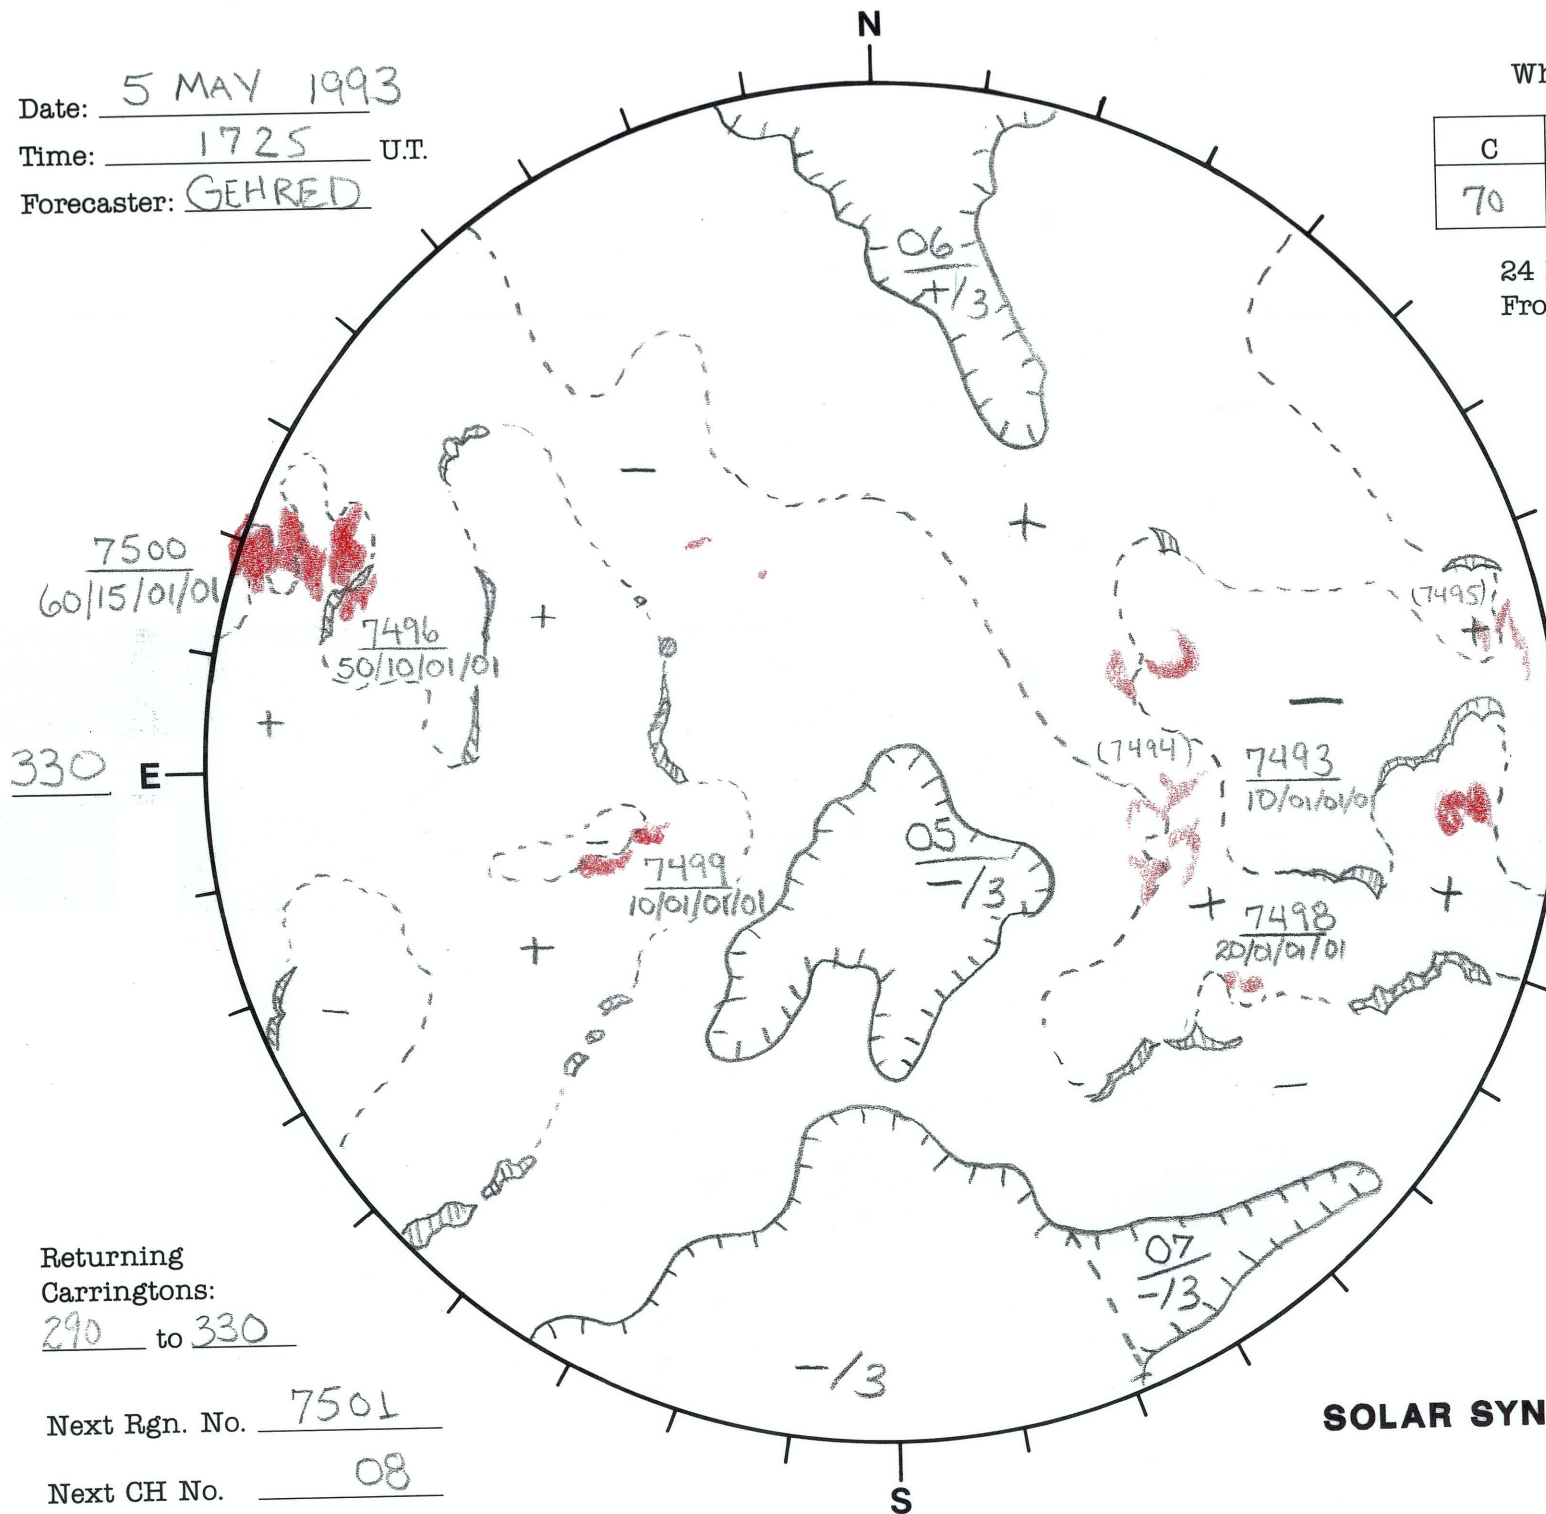 N
Date: 5 MAY 1993
Time: 1725 U.T.
Forecaster: GEHRED
Wh
C
70
24
Fro
06
+/3
−
+
7500
60/15/01/01
(7495)
+
+
7496
50/10/01/01
+
−
330 E
(7494)
7493
10/01/01/01
05
−/3
−
7499
10/01/01/01
+
+
7498
20/01/01/01
+
−
−
07
-/3
Returning
Carringtons:
290 to 330
−/3
Next Rgn. No. 7501
SOLAR SYN
Next CH No. 08
S